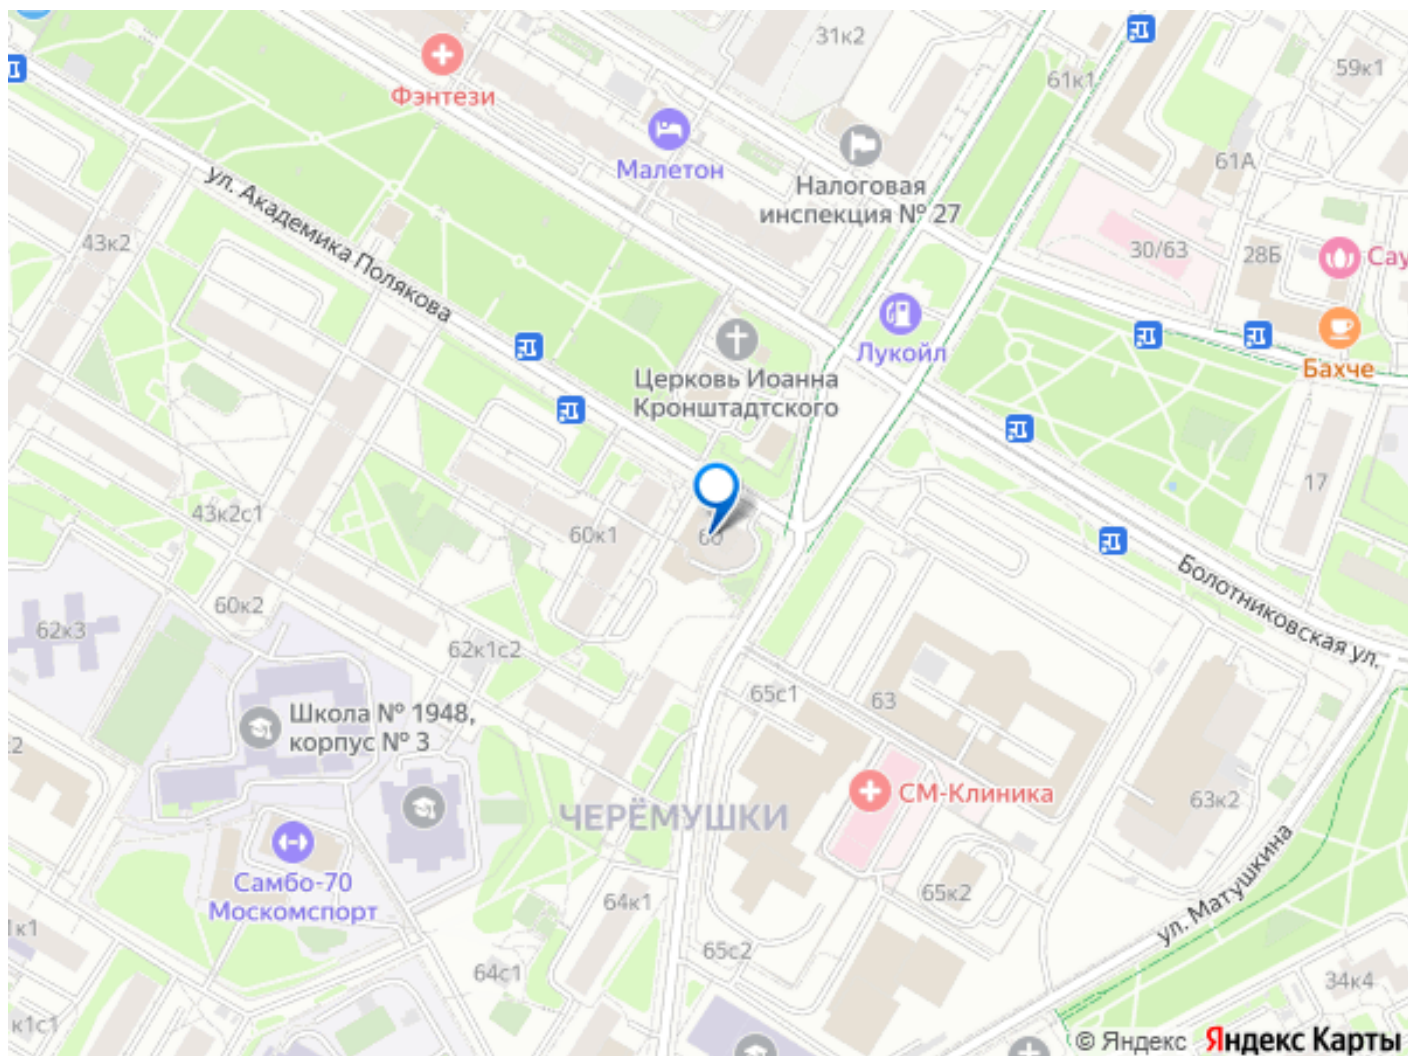 31к2
59к1
61к1
Фэнтези
61А
Малетон
Налоговая
инспекция № 27
ул. Академика Полякова
43к2
30/63
28Б
Сау
Лукойл
Бахче
Церковь Иоанна
Кронштадтского
17
43к2с1
60к1
60
Болотниковская ул.
60к2
62к3
62к1с2
65с1
63
Школа № 1948,
корпус № 3
с2
СМ-Клиника
63к2
ЧЕРЁМУШКИ
Самбо-70
Москомспорт
64к1
65к2
ул. Матушкина
1к1
65с2
64с1
34к4
к1с1
© Яндекс Яндекс Карты